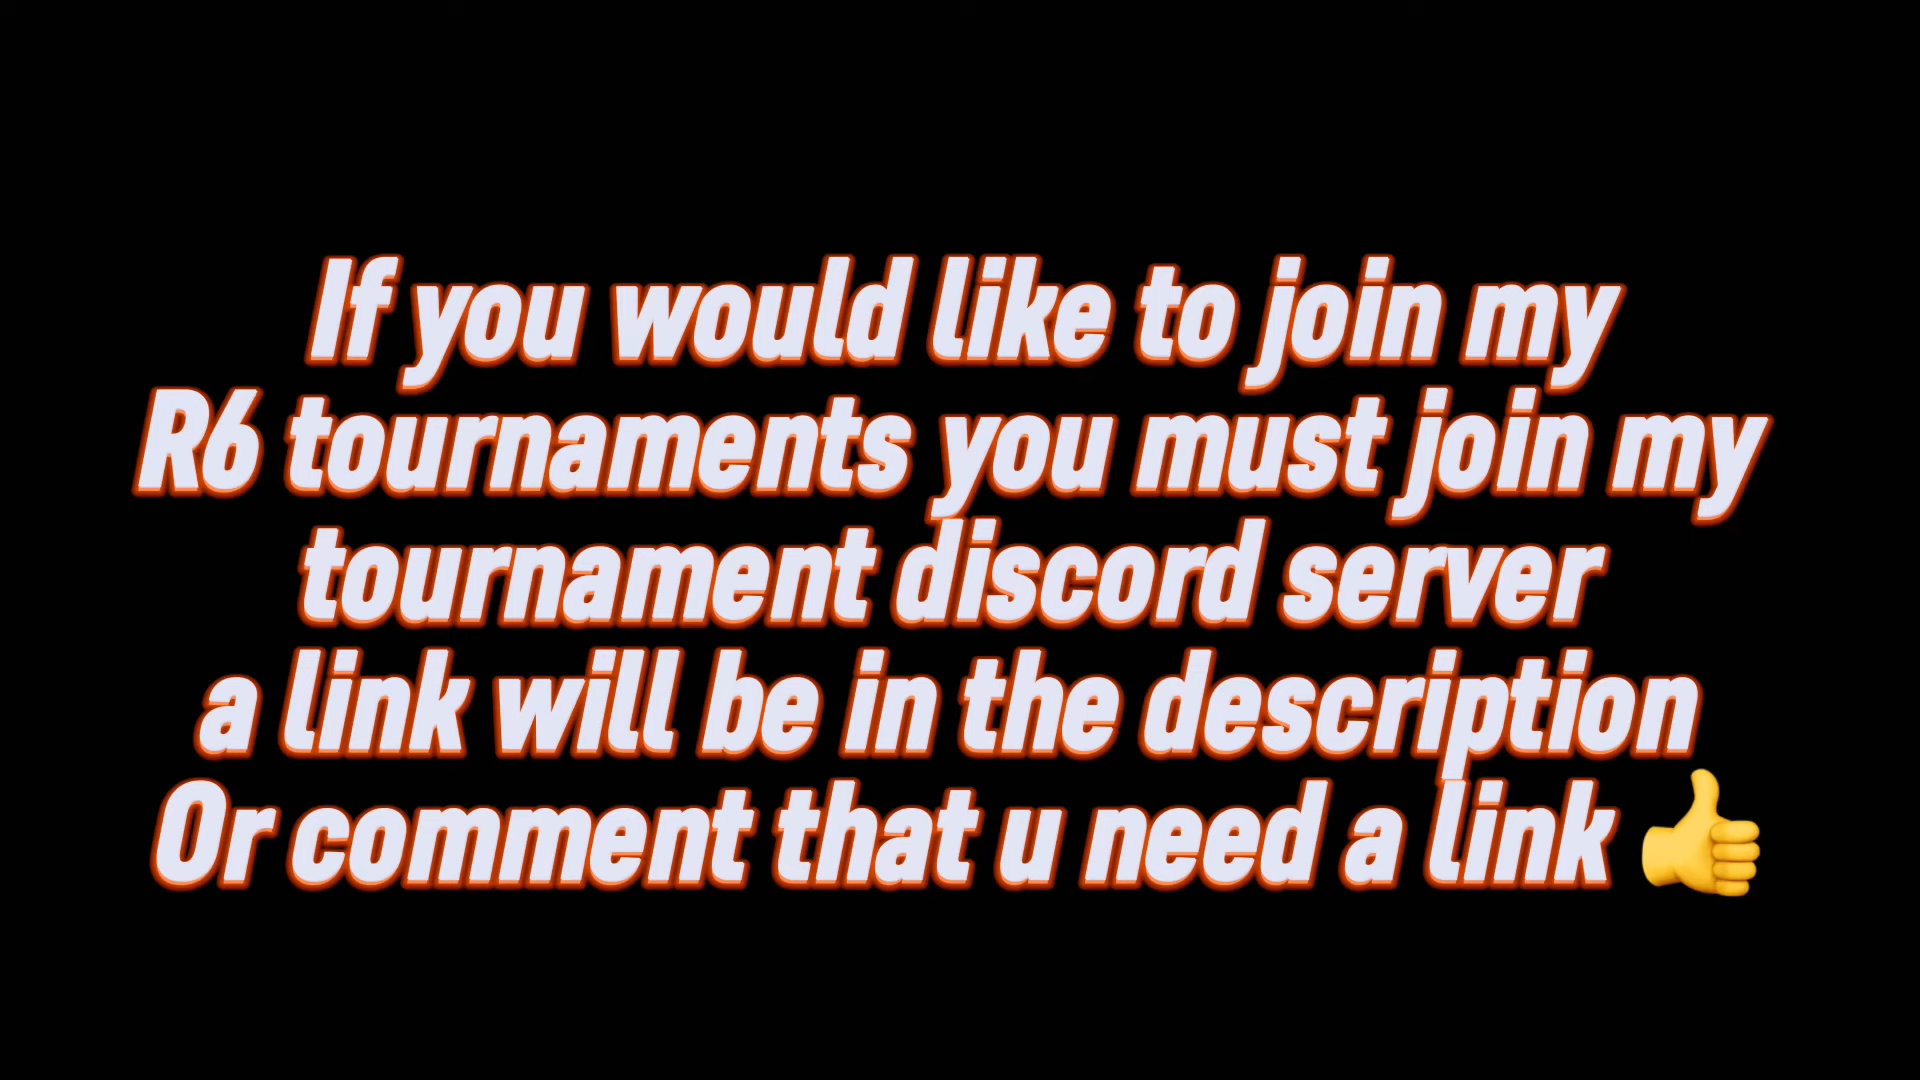 If you would like to join my
R6 tournaments you must join my
tournament discord server
a link will be in the description
Or comment that u need a link 👍